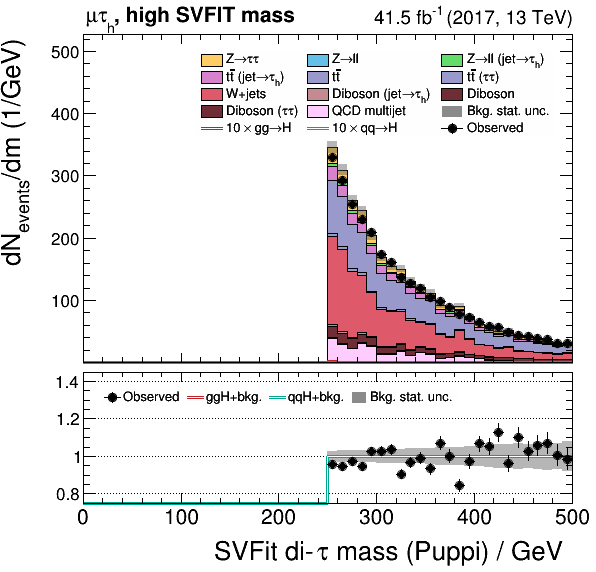 μτh, high SVFIT mass 41.5 fb⁻¹ (2017, 13 TeV)
dNevents/dm (1/GeV)
500
400
300
200
100
Z→ττ Z→ll Z→ll (jet→τh)
tt̄ (jet→τh) tt̄ tt̄ (ττ)
W+jets Diboson (jet→τh) Diboson
Diboson (ττ) QCD multijet Bkg. stat. unc.
10 × gg→H 10 × qq→H Observed
1.4
1.2
1
0.8
Observed ggH+bkg. qqH+bkg. Bkg. stat. unc.
0 100 200 300 400 500
SVFit di-τ mass (Puppi) / GeV